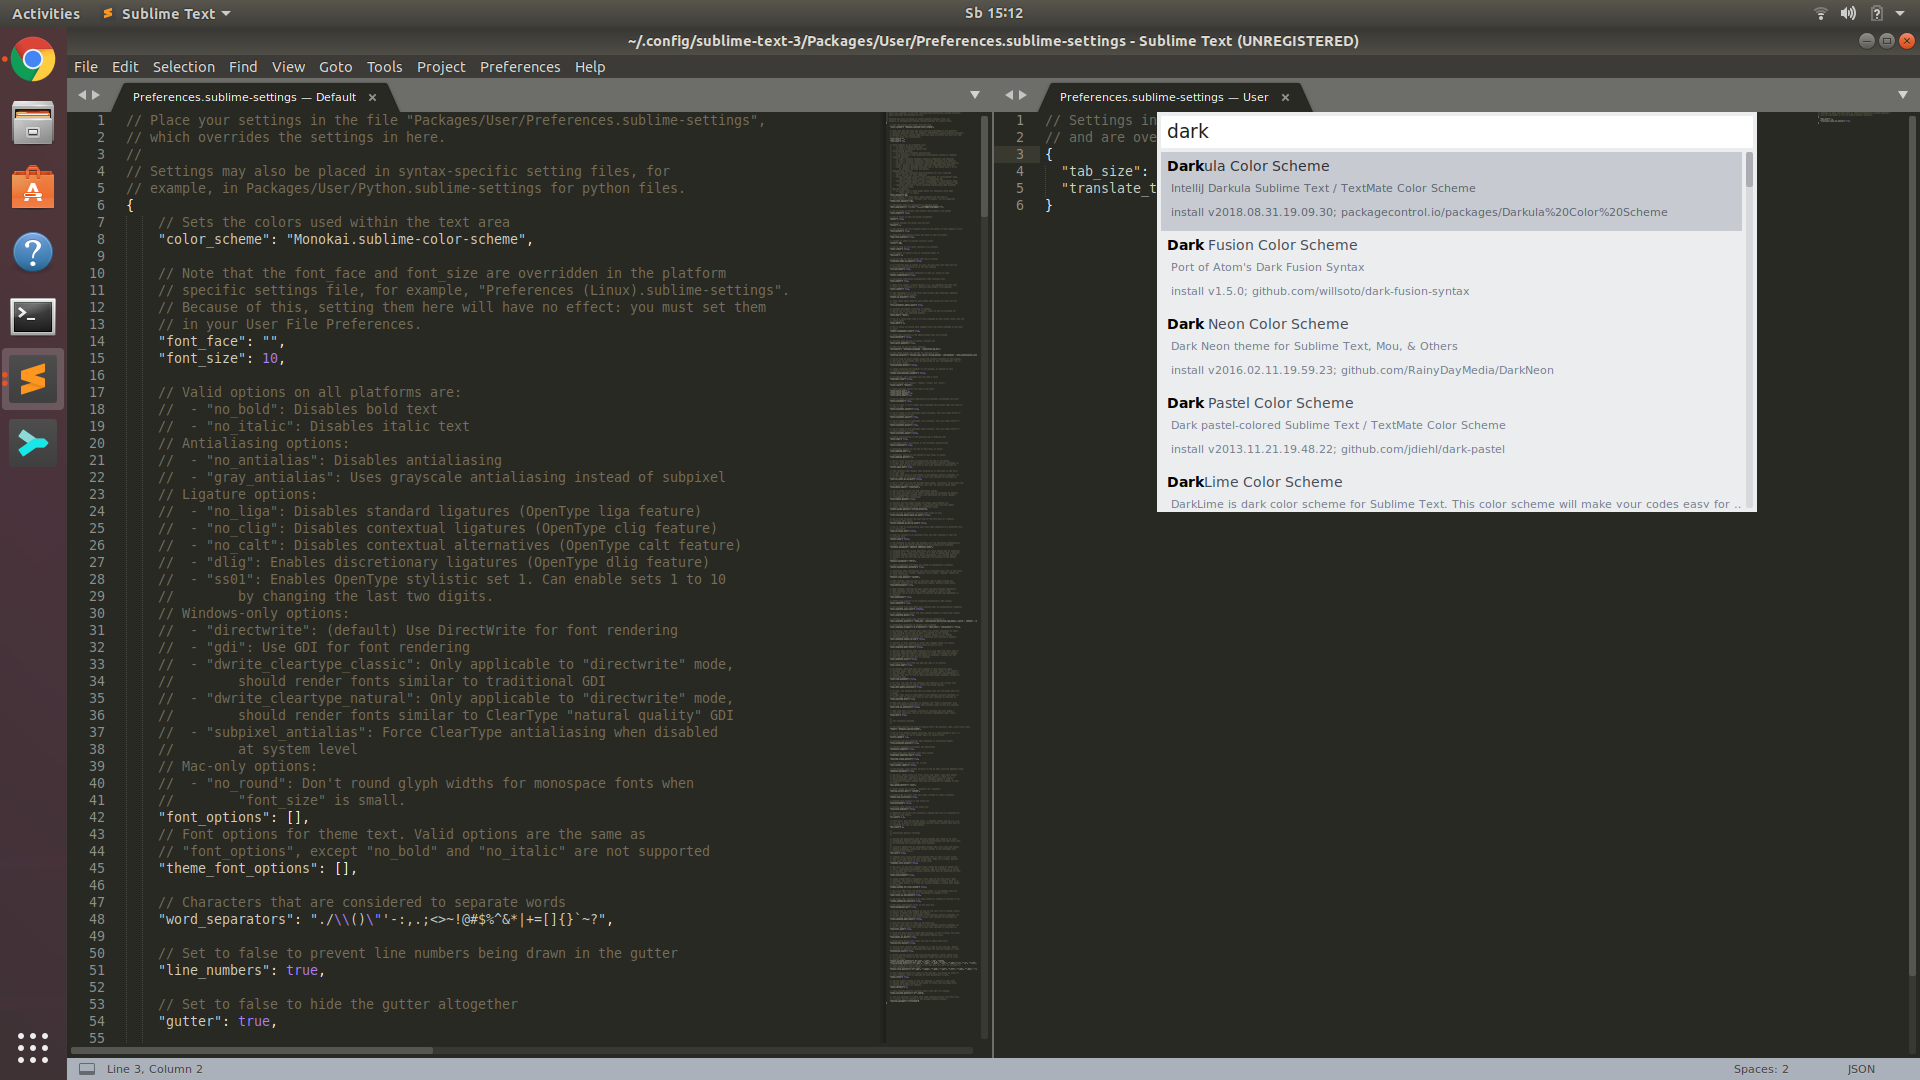 Activities
Sublime Text
Sb 15:12
~/.config/sublime-text-3/Packages/User/Preferences.sublime-settings - Sublime Text (UNREGISTERED)
File Edit Selection Find View Goto Tools Project Preferences Help
Preferences.sublime-settings — Default
1 // Place your settings in the file "Packages/User/Preferences.sublime-settings",
2 // which overrides the settings in here.
3 //
4 // Settings may also be placed in syntax-specific setting files, for
5 // example, in Packages/User/Python.sublime-settings for python files.
6 {
7 // Sets the colors used within the text area
8 "color_scheme": "Monokai.sublime-color-scheme",
9
10 // Note that the font_face and font_size are overridden in the platform
11 // specific settings file, for example, "Preferences (Linux).sublime-settings".
12 // Because of this, setting them here will have no effect: you must set them
13 // in your User File Preferences.
14 "font_face": "",
15 "font_size": 10,
16
17 // Valid options on all platforms are:
18 //  - "no_bold": Disables bold text
19 //  - "no_italic": Disables italic text
20 // Antialiasing options:
21 //  - "no_antialias": Disables antialiasing
22 //  - "gray_antialias": Uses grayscale antialiasing instead of subpixel
23 // Ligature options:
24 //  - "no_liga": Disables standard ligatures (OpenType liga feature)
25 //  - "no_clig": Disables contextual ligatures (OpenType clig feature)
26 //  - "no_calt": Disables contextual alternatives (OpenType calt feature)
27 //  - "dlig": Enables discretionary ligatures (OpenType dlig feature)
28 //  - "ss01": Enables OpenType stylistic set 1. Can enable sets 1 to 10
29 //        by changing the last two digits.
30 // Windows-only options:
31 //  - "directwrite": (default) Use DirectWrite for font rendering
32 //  - "gdi": Use GDI for font rendering
33 //  - "dwrite_cleartype_classic": Only applicable to "directwrite" mode,
34 //        should render fonts similar to traditional GDI
35 //  - "dwrite_cleartype_natural": Only applicable to "directwrite" mode,
36 //        should render fonts similar to ClearType "natural quality" GDI
37 //  - "subpixel_antialias": Force ClearType antialiasing when disabled
38 //        at system level
39 // Mac-only options:
40 //  - "no_round": Don't round glyph widths for monospace fonts when
41 //        "font_size" is small.
42 "font_options": [],
43 // Font options for theme text. Valid options are the same as
44 // "font_options", except "no_bold" and "no_italic" are not supported
45 "theme_font_options": [],
46
47 // Characters that are considered to separate words
48 "word_separators": "./\\()\"'-:,.;<>~!@#$%^&*|+=[]{}`~?",
49
50 // Set to false to prevent line numbers being drawn in the gutter
51 "line_numbers": true,
52
53 // Set to false to hide the gutter altogether
54 "gutter": true,
55
Preferences.sublime-settings — User
1 // Settings in
2 // and are ove
3 {
4 "tab_size":
5 "translate_t
6 }
dark
Darkula Color Scheme
IntelliJ Darkula Sublime Text / TextMate Color Scheme
install v2018.08.31.19.09.30; packagecontrol.io/packages/Darkula%20Color%20Scheme
Dark Fusion Color Scheme
Port of Atom's Dark Fusion Syntax
install v1.5.0; github.com/willsoto/dark-fusion-syntax
Dark Neon Color Scheme
Dark Neon theme for Sublime Text, Mou, & Others
install v2016.02.11.19.59.23; github.com/RainyDayMedia/DarkNeon
Dark Pastel Color Scheme
Dark pastel-colored Sublime Text / TextMate Color Scheme
install v2013.11.21.19.48.22; github.com/jdiehl/dark-pastel
DarkLime Color Scheme
DarkLime is dark color scheme for Sublime Text. This color scheme will make your codes easy for ..
Line 3, Column 2
Spaces: 2
JSON